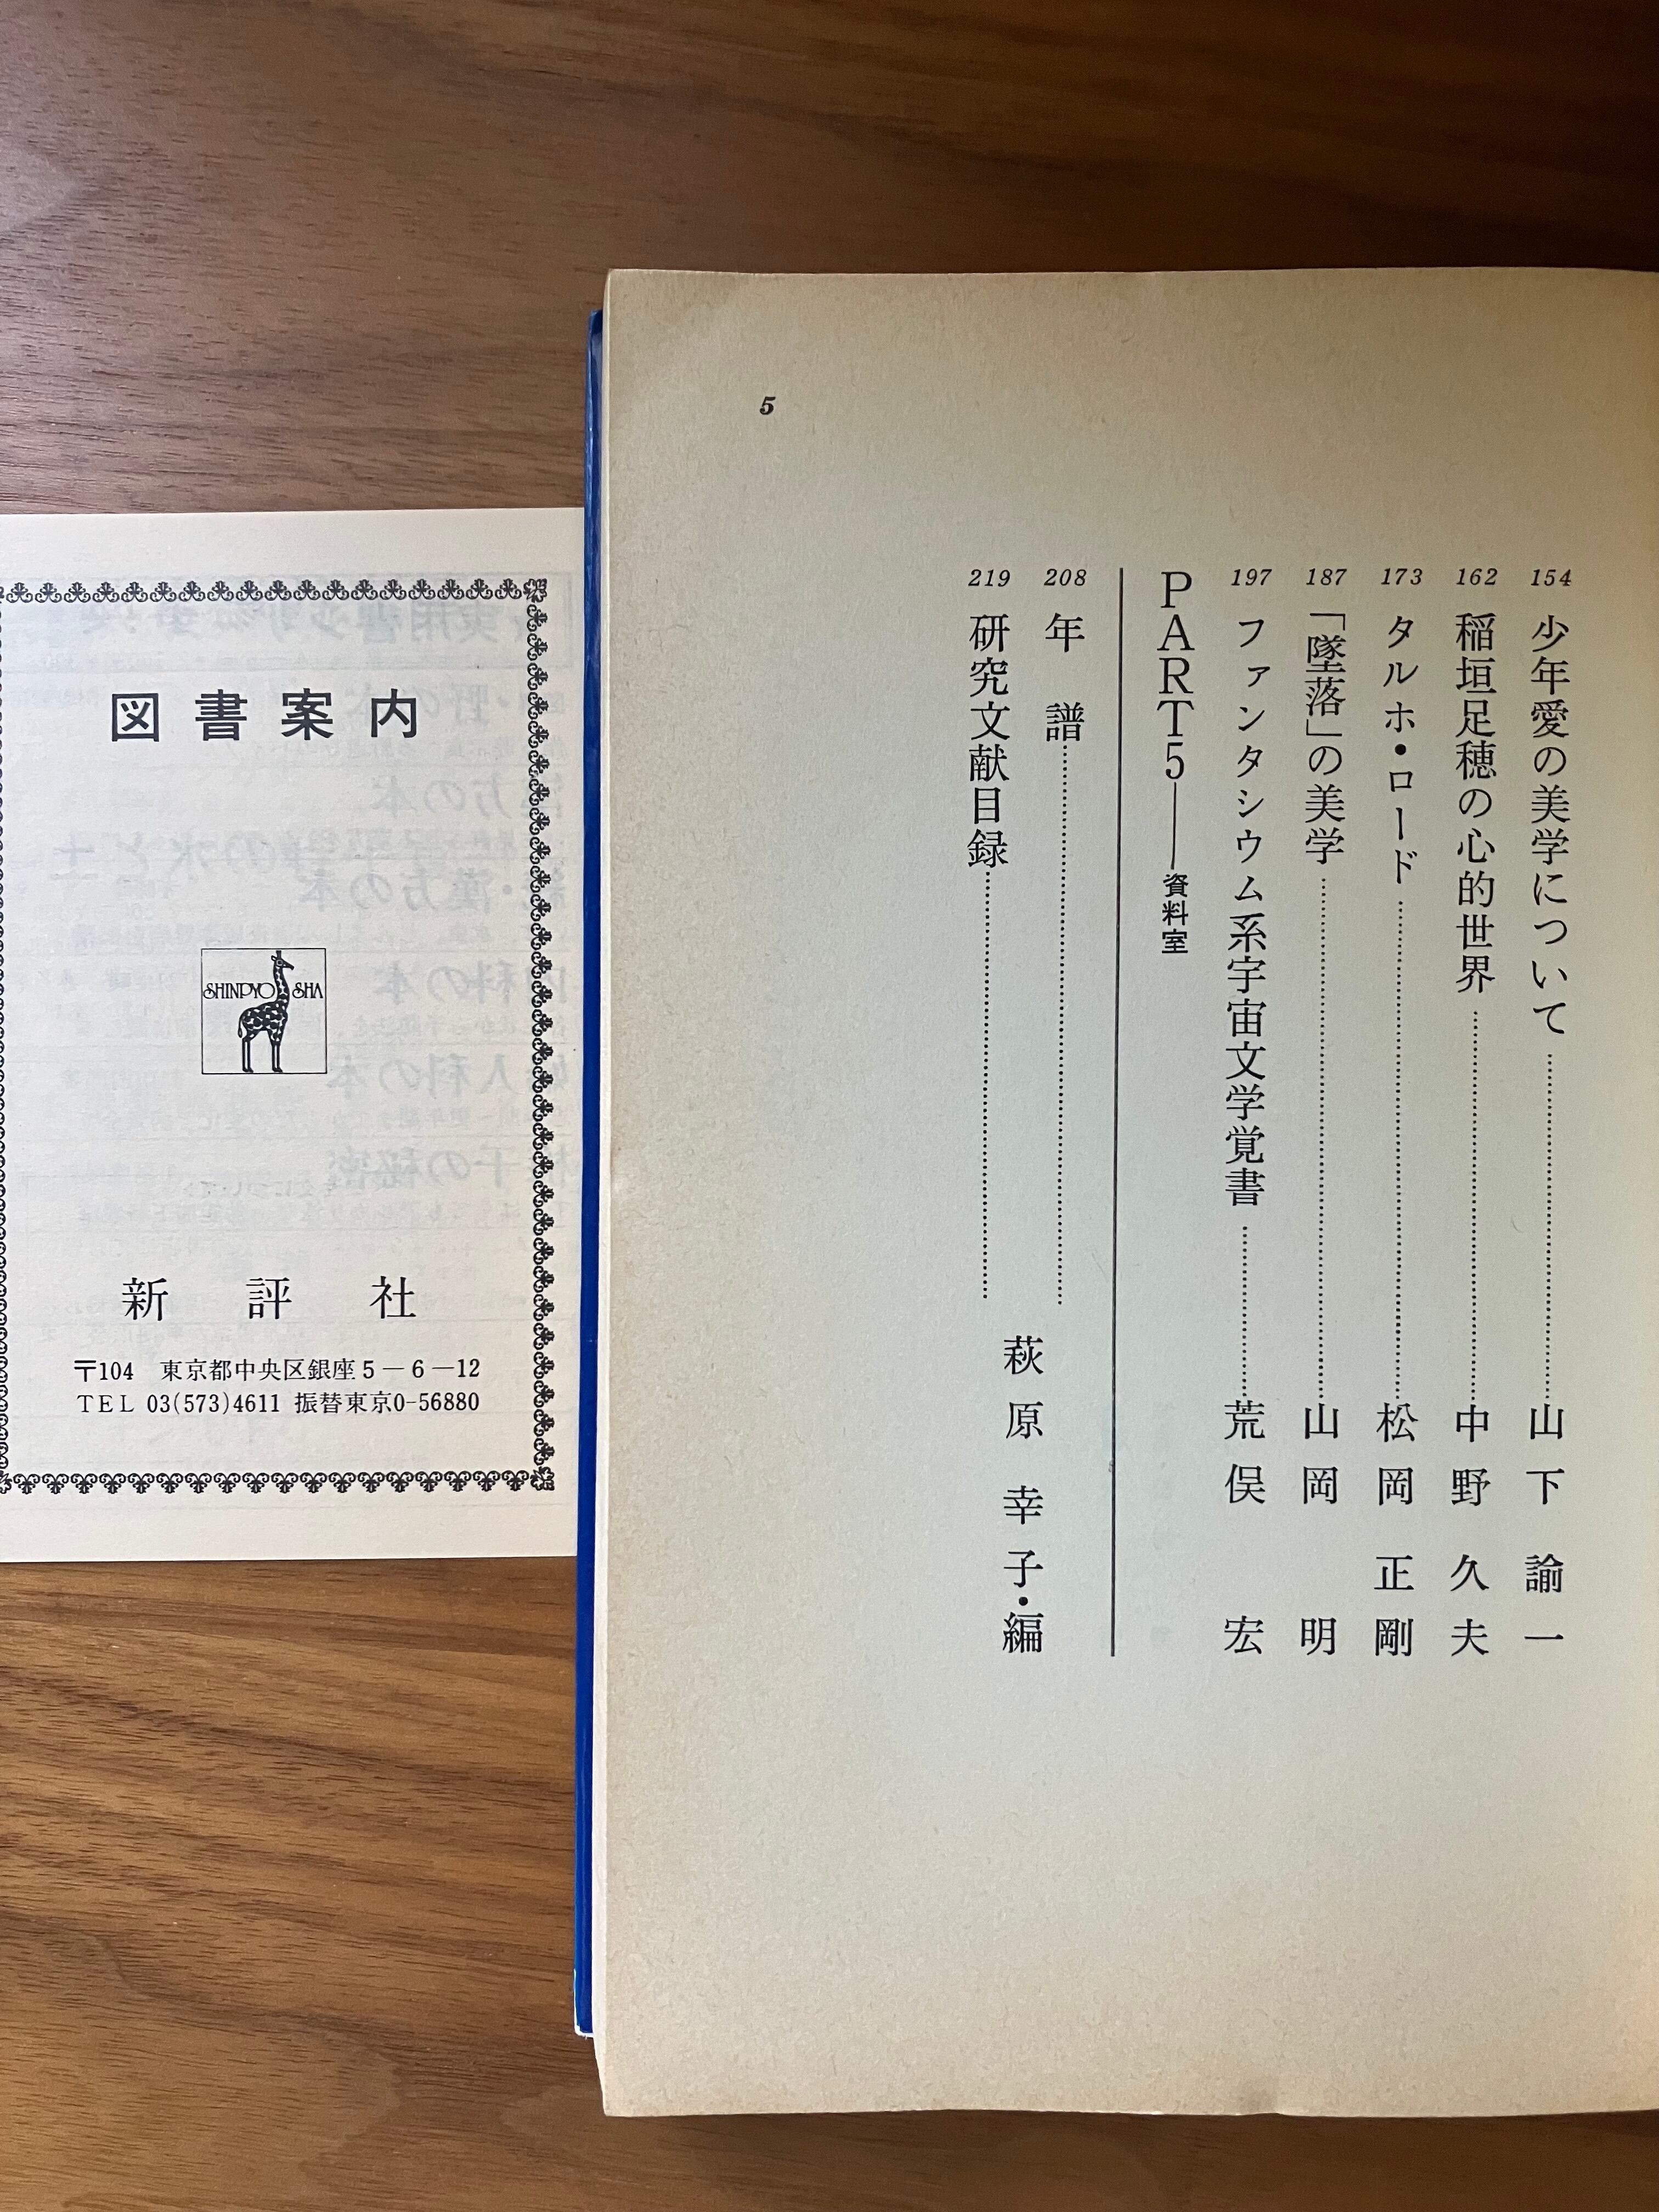 154 少年愛の美学について……山下諭一
162 稲垣足穂の心的世界……中野久夫
173 タルホ・ロード……松岡正剛
187 「墜落」の美学……山岡明
197 ファンタシウム系宇宙文学覚書……荒俣宏
PART5——資料室
208 年譜……
219 研究文献目録……
萩原幸子・編
5
図書案内
SHINPYO SHA
新評社
〒104 東京都中央区銀座5－6－12
TEL 03(573)4611 振替東京0-56880